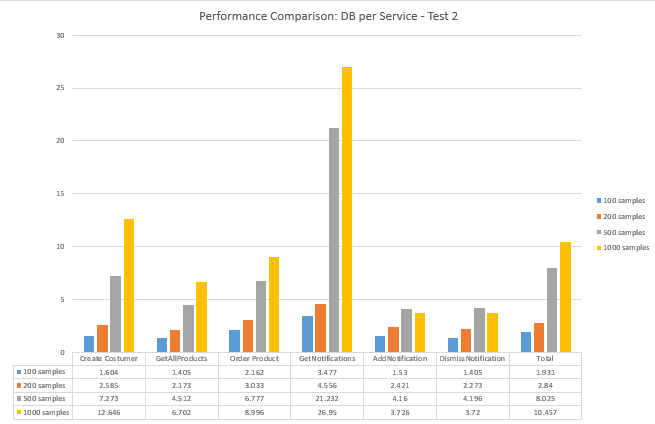 Performance Comparison: DB per Service - Test 2
30
25
20
15
10
5
0
100 samples
200 samples
500 samples
1000 samples
Create Costumer GetAllProducts Order Product GetNotifications AddNotification DismissNotification Total
100 samples 1.604 1.405 2.162 3.477 1.53 1.405 1.931
200 samples 2.585 2.173 3.033 4.556 2.421 2.273 2.84
500 samples 7.273 4.512 6.777 21.232 4.16 4.196 8.025
1000 samples 12.646 6.702 8.996 26.95 3.726 3.72 10.457